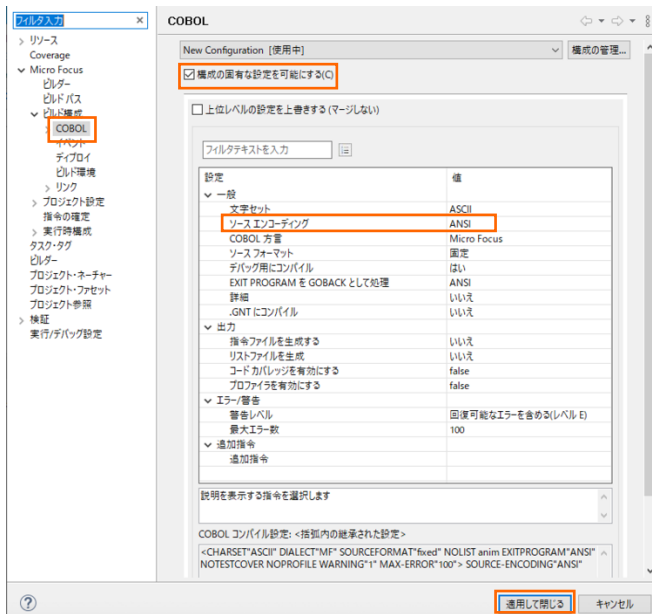 フィルタ入力
リソース
Coverage
Micro Focus
ビルダー
ビルド パス
ビルド構成
COBOL
イベント
ディプロイ
ビルド環境
リンク
プロジェクト設定
指令の確定
実行時構成
タスク・タグ
ビルダー
プロジェクト・ネーチャー
プロジェクト・ファセット
プロジェクト参照
検証
実行/デバッグ設定
COBOL
New Configuration [使用中]
構成の管理...
構成の固有な設定を可能にする(C)
上位レベルの設定を上書きする (マージしない)
フィルタテキストを入力
設定 値
一般
文字セット ASCII
ソース エンコーディング ANSI
COBOL 方言 Micro Focus
ソース フォーマット 固定
デバッグ用にコンパイル はい
EXIT PROGRAM を GOBACK として処理 ANSI
詳細 いいえ
.GNT にコンパイル いいえ
出力
指令ファイルを生成する いいえ
リストファイルを生成 いいえ
コード カバレッジを有効にする false
プロファイラを有効にする false
エラー/警告
警告レベル 回復可能なエラーを含める(レベル E)
最大エラー数 100
追加指令
追加指令
説明を表示する指令を選択します
COBOL コンパイル設定: <括弧内の継承された設定>
<CHARSET"ASCII" DIALECT"MF" SOURCEFORMAT"fixed" NOLIST anim EXITPROGRAM"ANSI"
NOTESTCOVER NOPROFILE WARNING"1" MAX-ERROR"100"> SOURCE-ENCODING"ANSI"
適用して閉じる
キャンセル